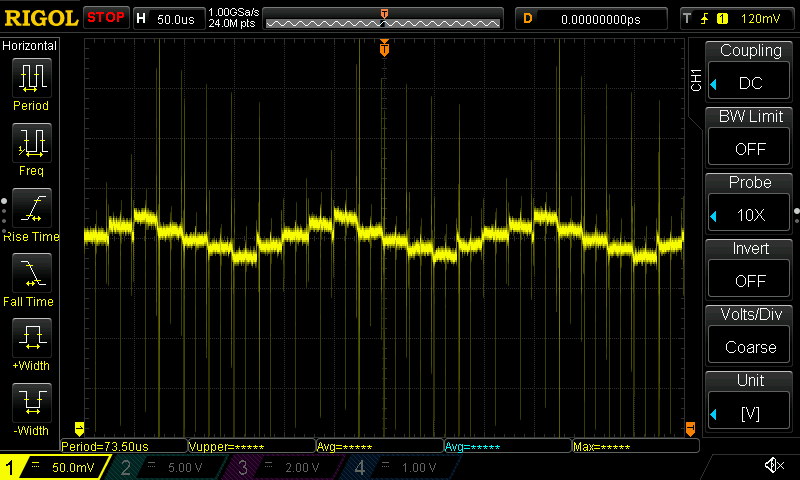 RIGOL STOP H 50.0us 1.00GSa/s 24.0M pts T D 0.00000000ps T 1 120mV
Horizontal
Period
Freq
Rise Time
Fall Time
+Width
-Width
T
CH1
Coupling
DC
BW Limit
OFF
Probe
10X
Invert
OFF
Volts/Div
Coarse
Unit
[V]
1
T
Period=73.50us Vupper=***** Avg=***** Avg=***** Max=*****
1 50.0mV 2 5.00 V 3 2.00 V 4 1.00 V